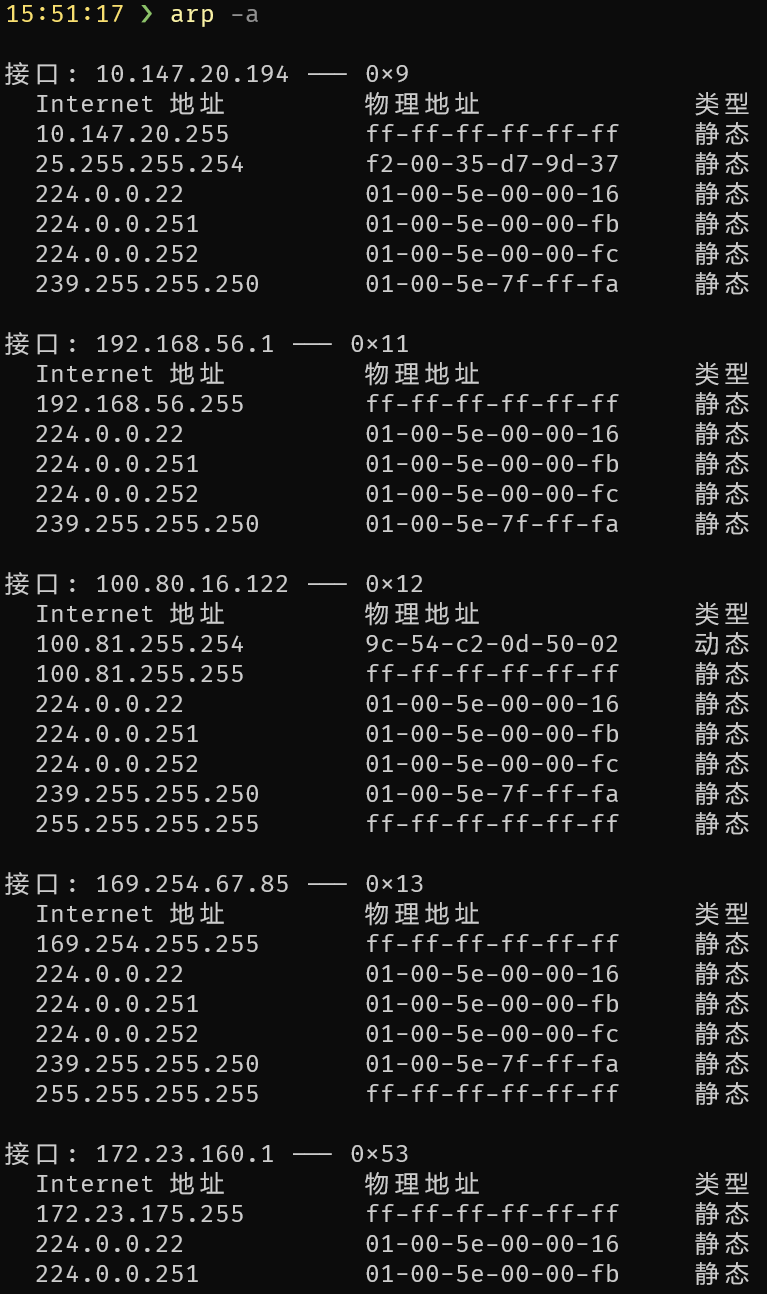 15:51:17 ❯ arp -a
接口: 10.147.20.194 --- 0x9
Internet 地址 物理地址 类型
10.147.20.255 ff-ff-ff-ff-ff-ff 静态
25.255.255.254 f2-00-35-d7-9d-37 静态
224.0.0.22 01-00-5e-00-00-16 静态
224.0.0.251 01-00-5e-00-00-fb 静态
224.0.0.252 01-00-5e-00-00-fc 静态
239.255.255.250 01-00-5e-7f-ff-fa 静态
接口: 192.168.56.1 --- 0x11
Internet 地址 物理地址 类型
192.168.56.255 ff-ff-ff-ff-ff-ff 静态
224.0.0.22 01-00-5e-00-00-16 静态
224.0.0.251 01-00-5e-00-00-fb 静态
224.0.0.252 01-00-5e-00-00-fc 静态
239.255.255.250 01-00-5e-7f-ff-fa 静态
接口: 100.80.16.122 --- 0x12
Internet 地址 物理地址 类型
100.81.255.254 9c-54-c2-0d-50-02 动态
100.81.255.255 ff-ff-ff-ff-ff-ff 静态
224.0.0.22 01-00-5e-00-00-16 静态
224.0.0.251 01-00-5e-00-00-fb 静态
224.0.0.252 01-00-5e-00-00-fc 静态
239.255.255.250 01-00-5e-7f-ff-fa 静态
255.255.255.255 ff-ff-ff-ff-ff-ff 静态
接口: 169.254.67.85 --- 0x13
Internet 地址 物理地址 类型
169.254.255.255 ff-ff-ff-ff-ff-ff 静态
224.0.0.22 01-00-5e-00-00-16 静态
224.0.0.251 01-00-5e-00-00-fb 静态
224.0.0.252 01-00-5e-00-00-fc 静态
239.255.255.250 01-00-5e-7f-ff-fa 静态
255.255.255.255 ff-ff-ff-ff-ff-ff 静态
接口: 172.23.160.1 --- 0x53
Internet 地址 物理地址 类型
172.23.175.255 ff-ff-ff-ff-ff-ff 静态
224.0.0.22 01-00-5e-00-00-16 静态
224.0.0.251 01-00-5e-00-00-fb 静态